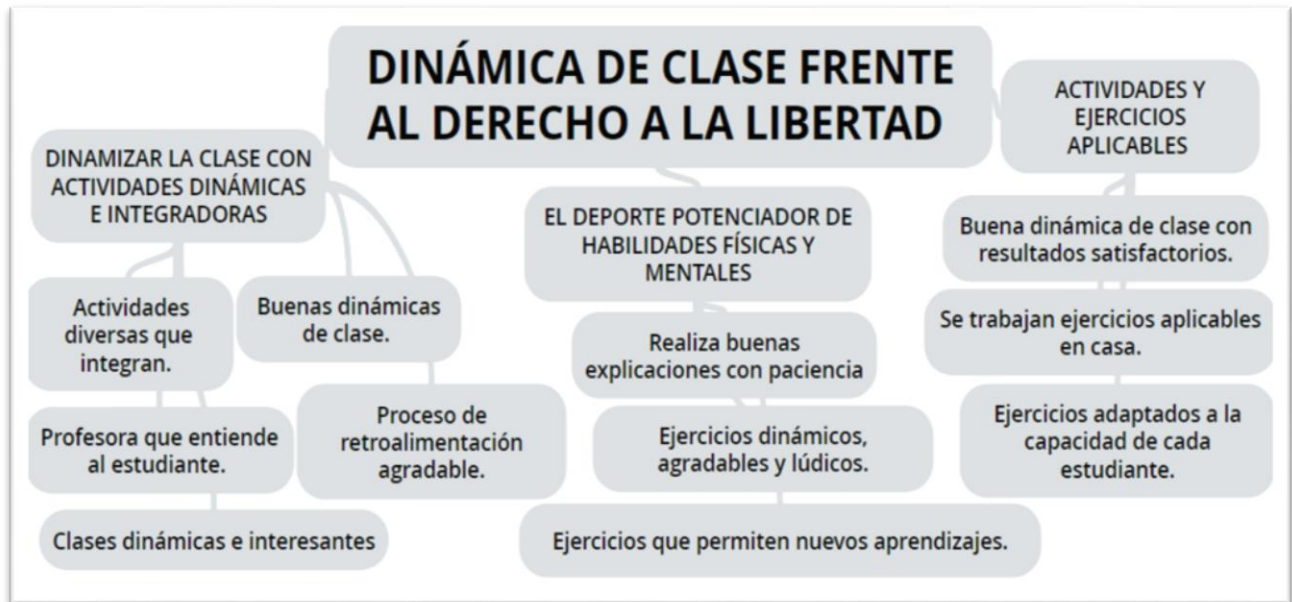 DINÁMICA DE CLASE FRENTE
AL DERECHO A LA LIBERTAD
DINAMIZAR LA CLASE CON
ACTIVIDADES DINÁMICAS
E INTEGRADORAS
Actividades
diversas que
integran.
Profesora que entiende
al estudiante.
Clases dinámicas e interesantes
Buenas dinámicas
de clase.
Proceso de
retroalimentación
agradable.
EL DEPORTE POTENCIADOR DE
HABILIDADES FÍSICAS Y
MENTALES
Realiza buenas
explicaciones con paciencia
Ejercicios dinámicos,
agradables y lúdicos.
Ejercicios que permiten nuevos aprendizajes.
ACTIVIDADES Y
EJERCICIOS
APLICABLES
Buena dinámica de clase con
resultados satisfactorios.
Se trabajan ejercicios aplicables
en casa.
Ejercicios adaptados a la
capacidad de cada
estudiante.